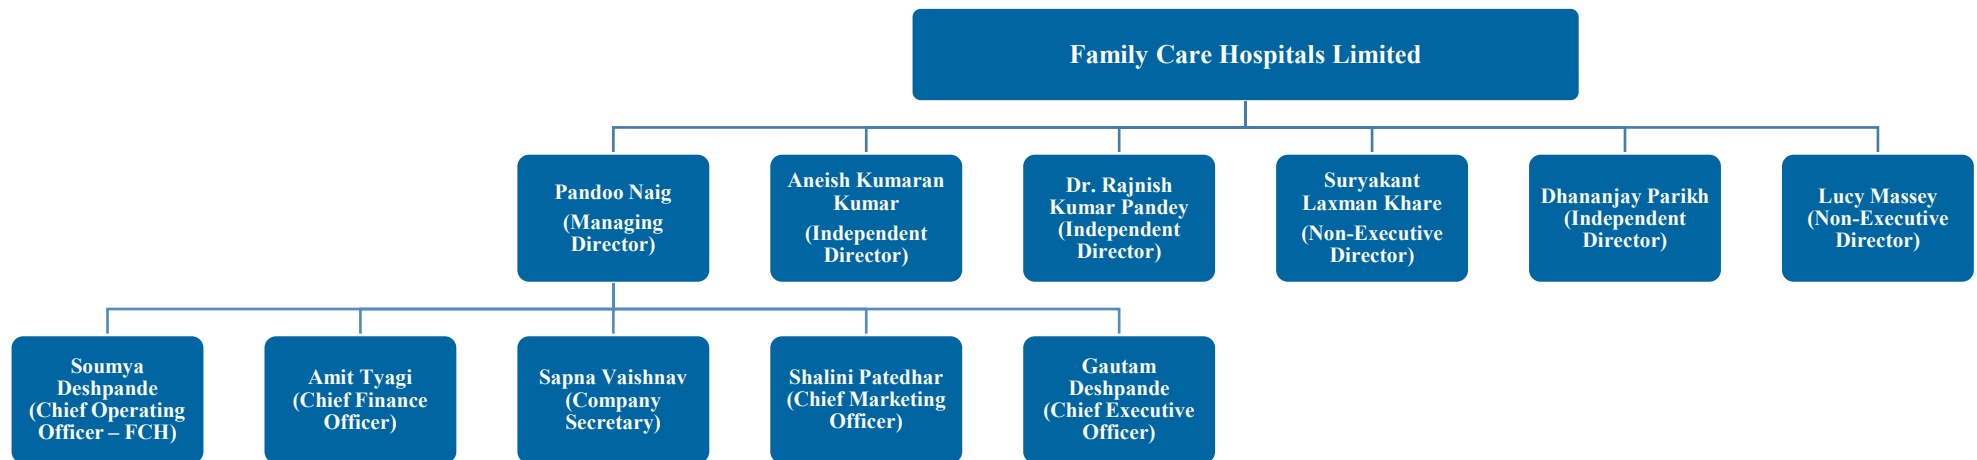 Family Care Hospitals Limited
Pandoo Naig
(Managing
Director)
Aneish Kumaran
Kumar
(Independent
Director)
Dr. Rajnish
Kumar Pandey
(Independent
Director)
Suryakant
Laxman Khare
(Non-Executive
Director)
Dhananjay Parikh
(Independent
Director)
Lucy Massey
(Non-Executive
Director)
Soumya
Deshpande
(Chief Operating
Officer – FCH)
Amit Tyagi
(Chief Finance
Officer)
Sapna Vaishnav
(Company
Secretary)
Shalini Patedhar
(Chief Marketing
Officer)
Gautam
Deshpande
(Chief Executive
Officer)